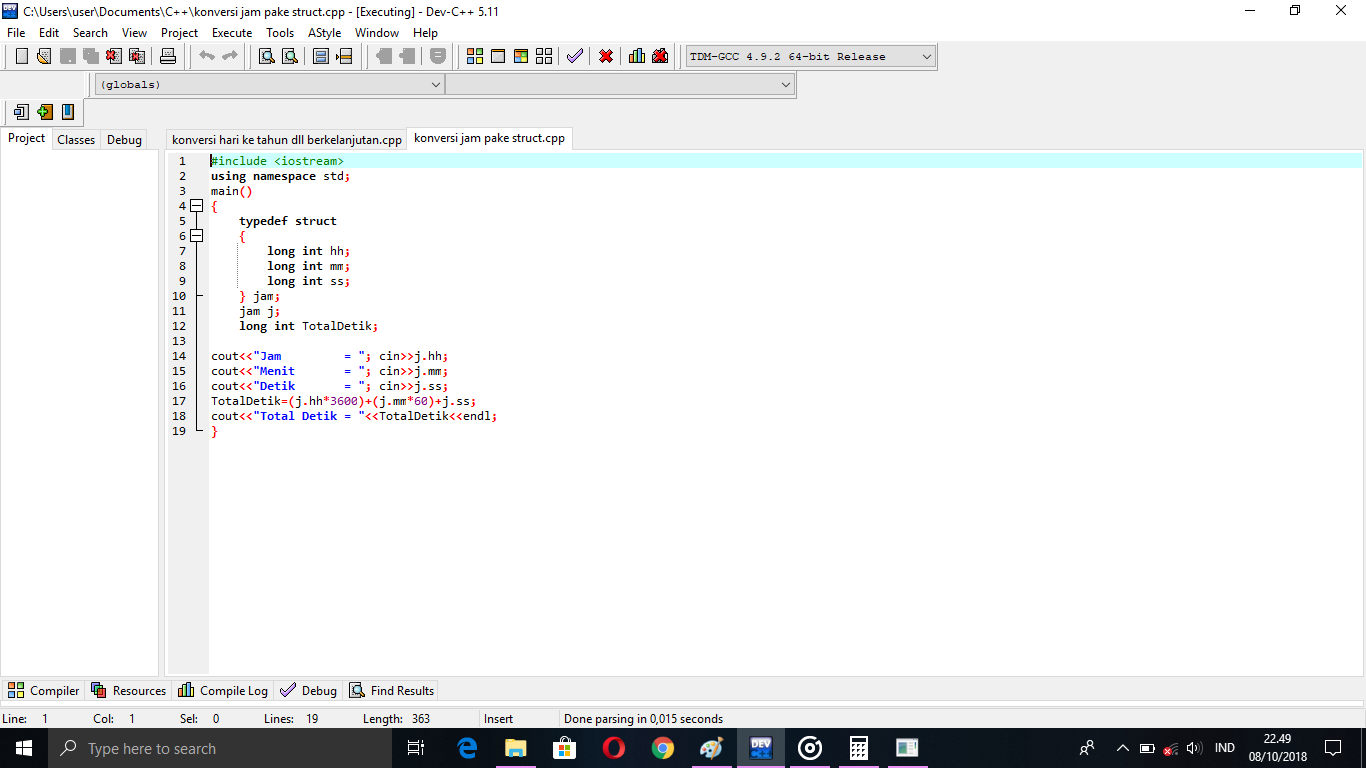 C:\Users\user\Documents\C++\konversi jam pake struct.cpp - [Executing] - Dev-C++ 5.11
File Edit Search View Project Execute Tools AStyle Window Help
TDM-GCC 4.9.2 64-bit Release
(globals)
Project Classes Debug
konversi hari ke tahun dll berkelanjutan.cpp konversi jam pake struct.cpp
1 #include <iostream>
2 using namespace std;
3 main()
4 {
5     typedef struct
6     {
7         long int hh;
8         long int mm;
9         long int ss;
10     } jam;
11     jam j;
12     long int TotalDetik;
13
14 cout<<"Jam         = "; cin>>j.hh;
15 cout<<"Menit       = "; cin>>j.mm;
16 cout<<"Detik       = "; cin>>j.ss;
17 TotalDetik=(j.hh*3600)+(j.mm*60)+j.ss;
18 cout<<"Total Detik = "<<TotalDetik<<endl;
19 }
Compiler Resources Compile Log Debug Find Results
Line: 1 Col: 1 Sel: 0 Lines: 19 Length: 363 Insert Done parsing in 0,015 seconds
Type here to search
DEV
IND
22.49
08/10/2018